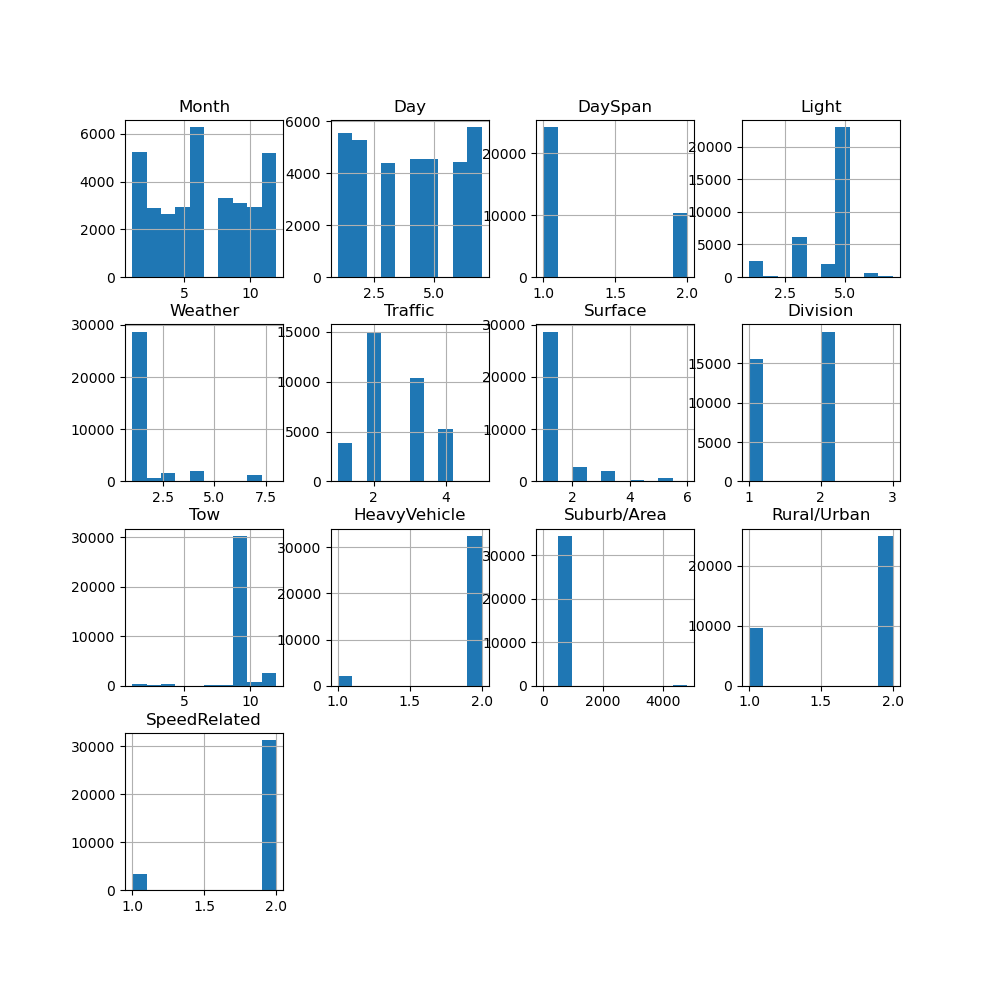 Month Day DaySpan Light
6000 6000 20000 20000
4000 4000 15000
2000 2000 10000 10000
5000
0 0 0 0
5 10 2.5 5.0 1.0 1.5 2.0 2.5 5.0
Weather Traffic Surface Division
30000 15000 30000 15000
20000 10000 20000 10000
10000 5000 10000 5000
0 0 0 0
2.5 5.0 7.5 2 4 2 4 6 1 2 3
Tow HeavyVehicle Suburb/Area Rural/Urban
30000 30000 30000 20000
20000 20000 20000
10000 10000 10000 10000
0 0 0 0
5 10 1.0 1.5 2.0 0 2000 4000 1.0 1.5 2.0
SpeedRelated
30000
20000
10000
0
1.0 1.5 2.0